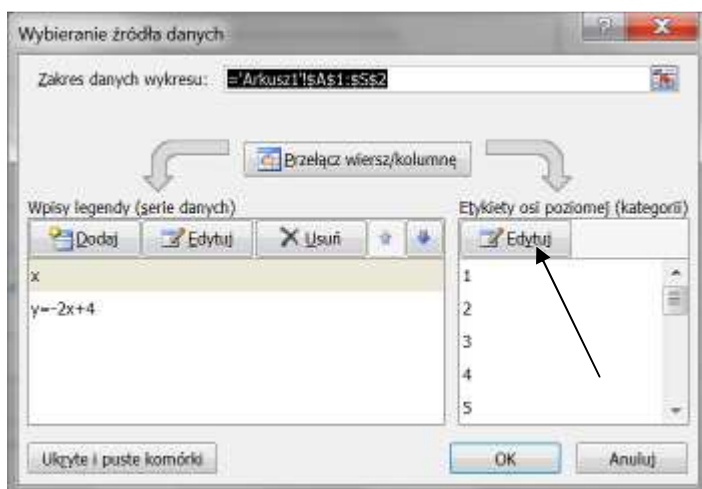 Wybieranie źródła danych
Zakres danych wykresu: ='Arkusz1'!$A$1:$S$2
Przełącz wiersz/kolumnę
Wpisy legendy (serie danych)
Dodaj Edytuj Usuń
x
y=-2x+4
Etykiety osi poziomej (kategorii)
Edytuj
1
2
3
4
5
Ukryte i puste komórki
OK Anuluj